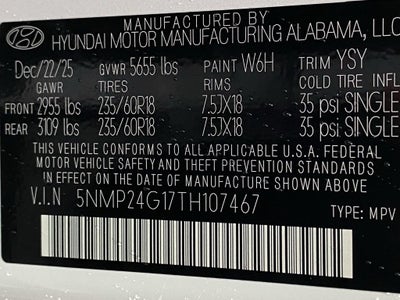 MANUFACTURED BY
HYUNDAI MOTOR MANUFACTURING ALABAMA, LLC
Dec/22/25 GVWR 5655 lbs PAINT W6H TRIM YSY
GAWR TIRES RIMS COLD TIRE INFL
FRONT 2955 lbs 235/60R18 7.5JX18 35 psi SINGLE
REAR 3109 lbs 235/60R18 7.5JX18 35 psi SINGLE
THIS VEHICLE CONFORMS TO ALL APPLICABLE U.S.A. FEDERAL
MOTOR VEHICLE SAFETY AND THEFT PREVENTION STANDARDS
IN EFFECT ON THE DATE OF MANUFACTURE SHOWN ABOVE.
V.I.N 5NMP24G17TH107467 TYPE: MPV